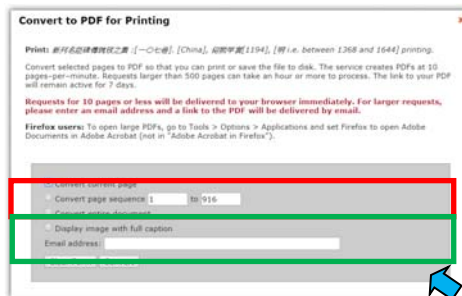 Convert to PDF for Printing
Print: 新刊名臣碑傳琬琰之集 :[一〇七卷]. [China], 紹熙甲寅[1194], [明 i.e. between 1368 and 1644] printing.
Convert selected pages to PDF so that you can print or save the file to disk. The service creates PDFs at 10
pages-per-minute. Requests larger than 500 pages can take an hour or more to process. The link to your PDF
will remain active for 7 days.
Requests for 10 pages or less will be delivered to your browser immediately. For larger requests,
please enter an email address and a link to the PDF will be delivered by email.
Firefox users: To open large PDFs, go to Tools > Options > Applications and set Firefox to open Adobe
Documents in Adobe Acrobat (not in "Adobe Acrobat in Firefox").
Convert current page
Convert page sequence 1 to 916
Convert entire document
Display image with full caption
Email address: